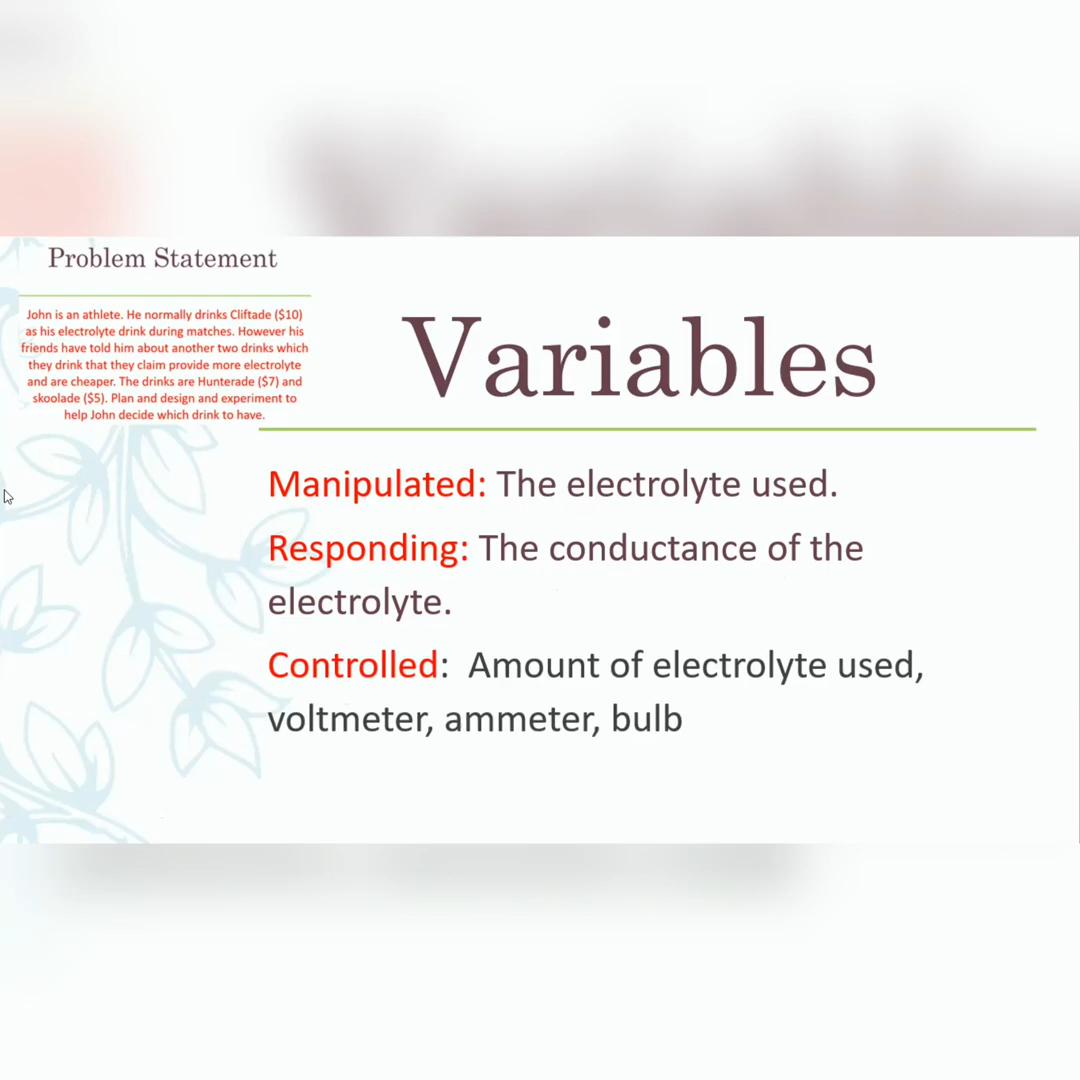 Problem Statement
John is an athlete. He normally drinks Cliftade ($10)
as his electrolyte drink during matches. However his
friends have told him about another two drinks which
they drink that they claim provide more electrolyte
and are cheaper. The drinks are Hunterade ($7) and
skoolade ($5). Plan and design and experiment to
help John decide which drink to have.
Variables
Manipulated: The electrolyte used.
Responding: The conductance of the
electrolyte.
Controlled:  Amount of electrolyte used,
voltmeter, ammeter, bulb